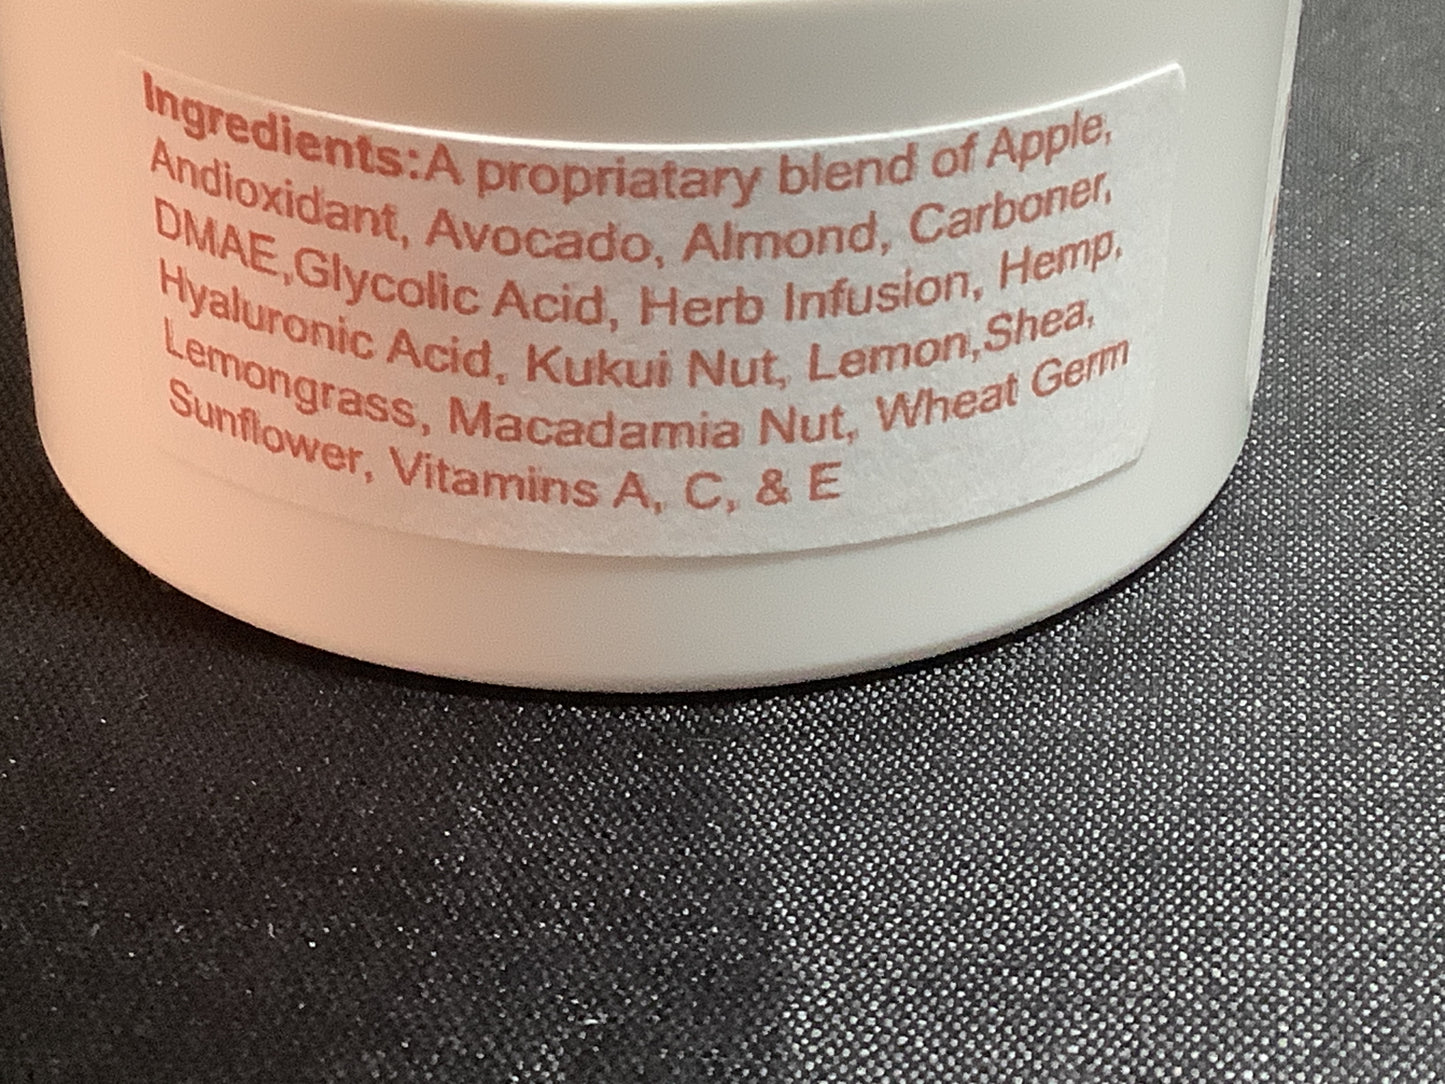 Ingredients:A propriatary blend of Apple,
Andioxidant, Avocado, Almond, Carboner,
DMAE,Glycolic Acid, Herb Infusion, Hemp,
Hyaluronic Acid, Kukui Nut, Lemon,Shea,
Lemongrass, Macadamia Nut, Wheat Germ
Sunflower, Vitamins A, C, & E